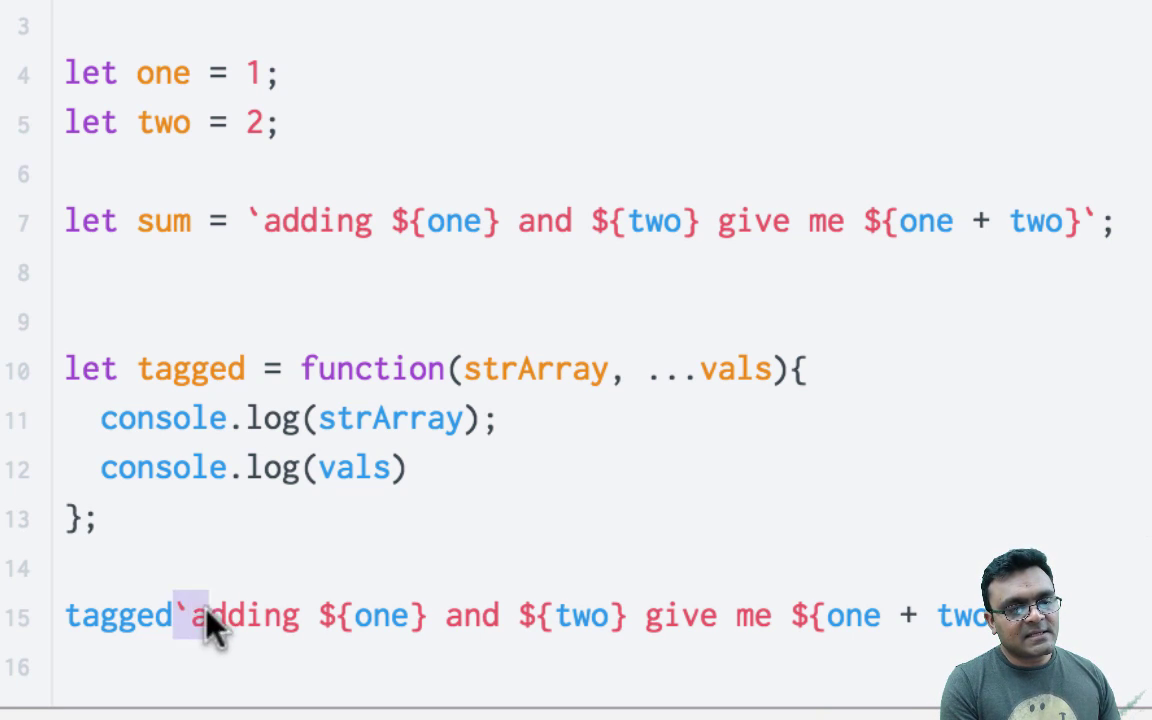 3
4 let one = 1;
5 let two = 2;
6
7 let sum = `adding ${one} and ${two} give me ${one + two}`;
8
9
10 let tagged = function(strArray, ...vals){
11 console.log(strArray);
12 console.log(vals)
13 };
14
15 tagged`adding ${one} and ${two} give me ${one + two
16